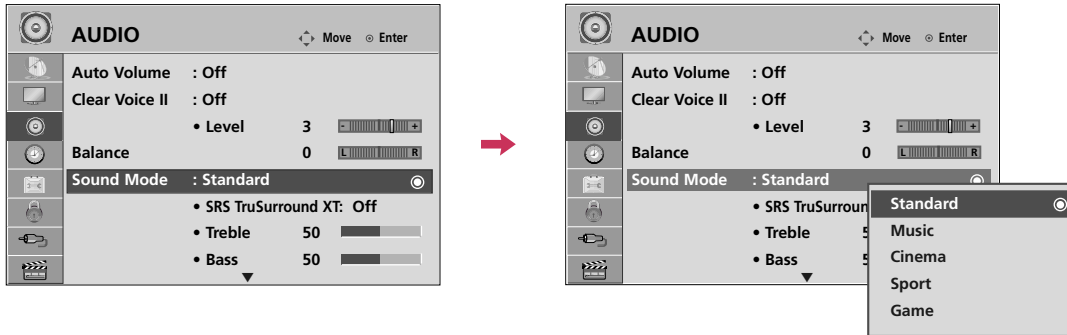 AUDIO Move Enter
Auto Volume : Off
Clear Voice II : Off
• Level 3 - +
Balance 0 L R
Sound Mode : Standard
• SRS TruSurround XT: Off
• Treble 50
• Bass 50
AUDIO Move Enter
Auto Volume : Off
Clear Voice II : Off
• Level 3 - +
Balance 0 L R
Sound Mode : Standard
• SRS TruSurroun
• Treble 5
• Bass 5
Standard
Music
Cinema
Sport
Game